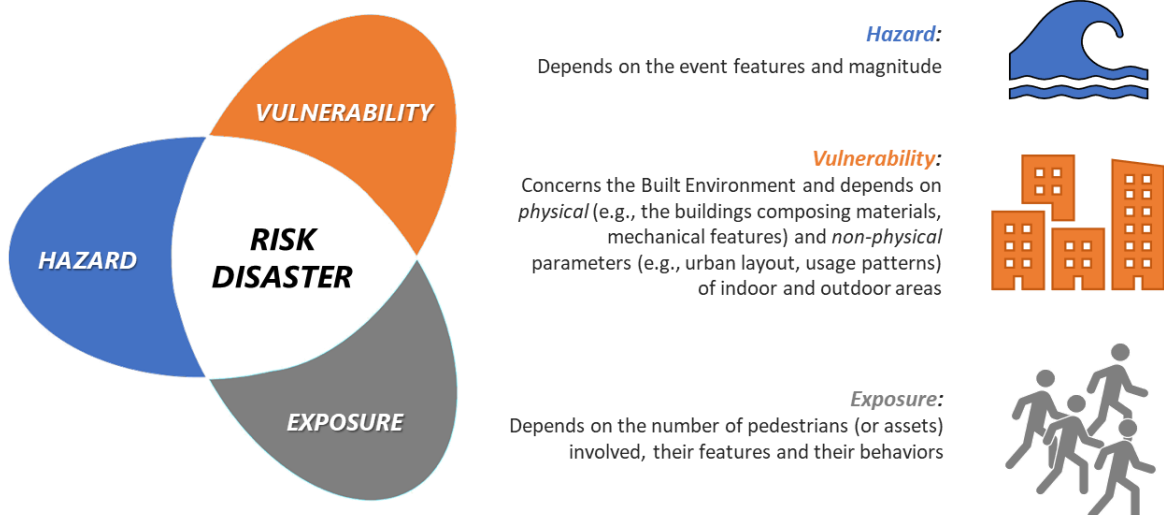 VULNERABILITY
HAZARD
RISK
DISASTER
EXPOSURE
Hazard:
Depends on the event features and magnitude
Vulnerability:
Concerns the Built Environment and depends on
physical (e.g., the buildings composing materials,
mechanical features) and non-physical
parameters (e.g., urban layout, usage patterns)
of indoor and outdoor areas
Exposure:
Depends on the number of pedestrians (or assets)
involved, their features and their behaviors